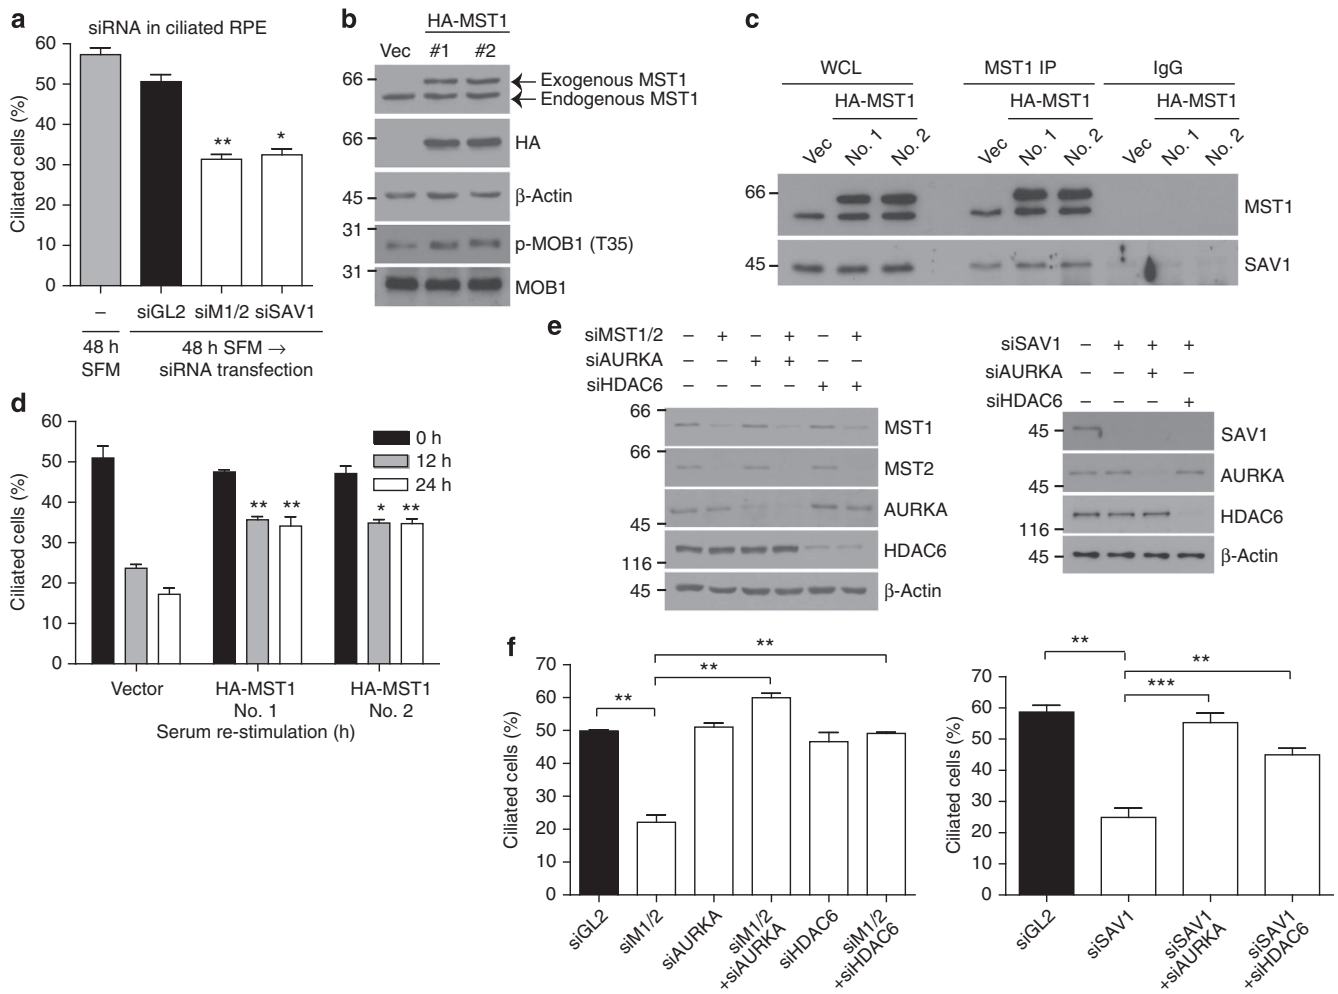 a
siRNA in ciliated RPE
Ciliated cells (%)
60
50
40
30
20
10
0
**
*
– siGL2 siM1/2 siSAV1
48 h SFM
48 h SFM →
siRNA transfection
b
HA-MST1
Vec #1 #2
66
Exogenous MST1
Endogenous MST1
66
HA
45
β-Actin
31
p-MOB1 (T35)
31
MOB1
c
WCL MST1 IP IgG
HA-MST1 HA-MST1 HA-MST1
Vec No. 1 No. 2 Vec No. 1 No. 2 Vec No. 1 No. 2
66
MST1
45
SAV1
d
Ciliated cells (%)
60
50
40
30
20
10
0
0 h
12 h
24 h
** ** * **
Vector HA-MST1 No. 1 HA-MST1 No. 2
Serum re-stimulation (h)
e
siMST1/2 – + – + – +
siAURKA – – + + – –
siHDAC6 – – – – + +
66
MST1
66
MST2
AURKA
45
HDAC6
116
45
β-Actin
siSAV1 – + + +
siAURKA – – + –
siHDAC6 – – – +
45
SAV1
AURKA
45
HDAC6
116
45
β-Actin
f
Ciliated cells (%)
70
60
50
40
30
20
10
0
**
**
**
siGL2
siM1/2
siAURKA
siM1/2
+siAURKA
siHDAC6
siM1/2
+siHDAC6
Ciliated cells (%)
70
60
50
40
30
20
10
0
**
**
***
siGL2
siSAV1
siSAV1
+siAURKA
siSAV1
+siHDAC6